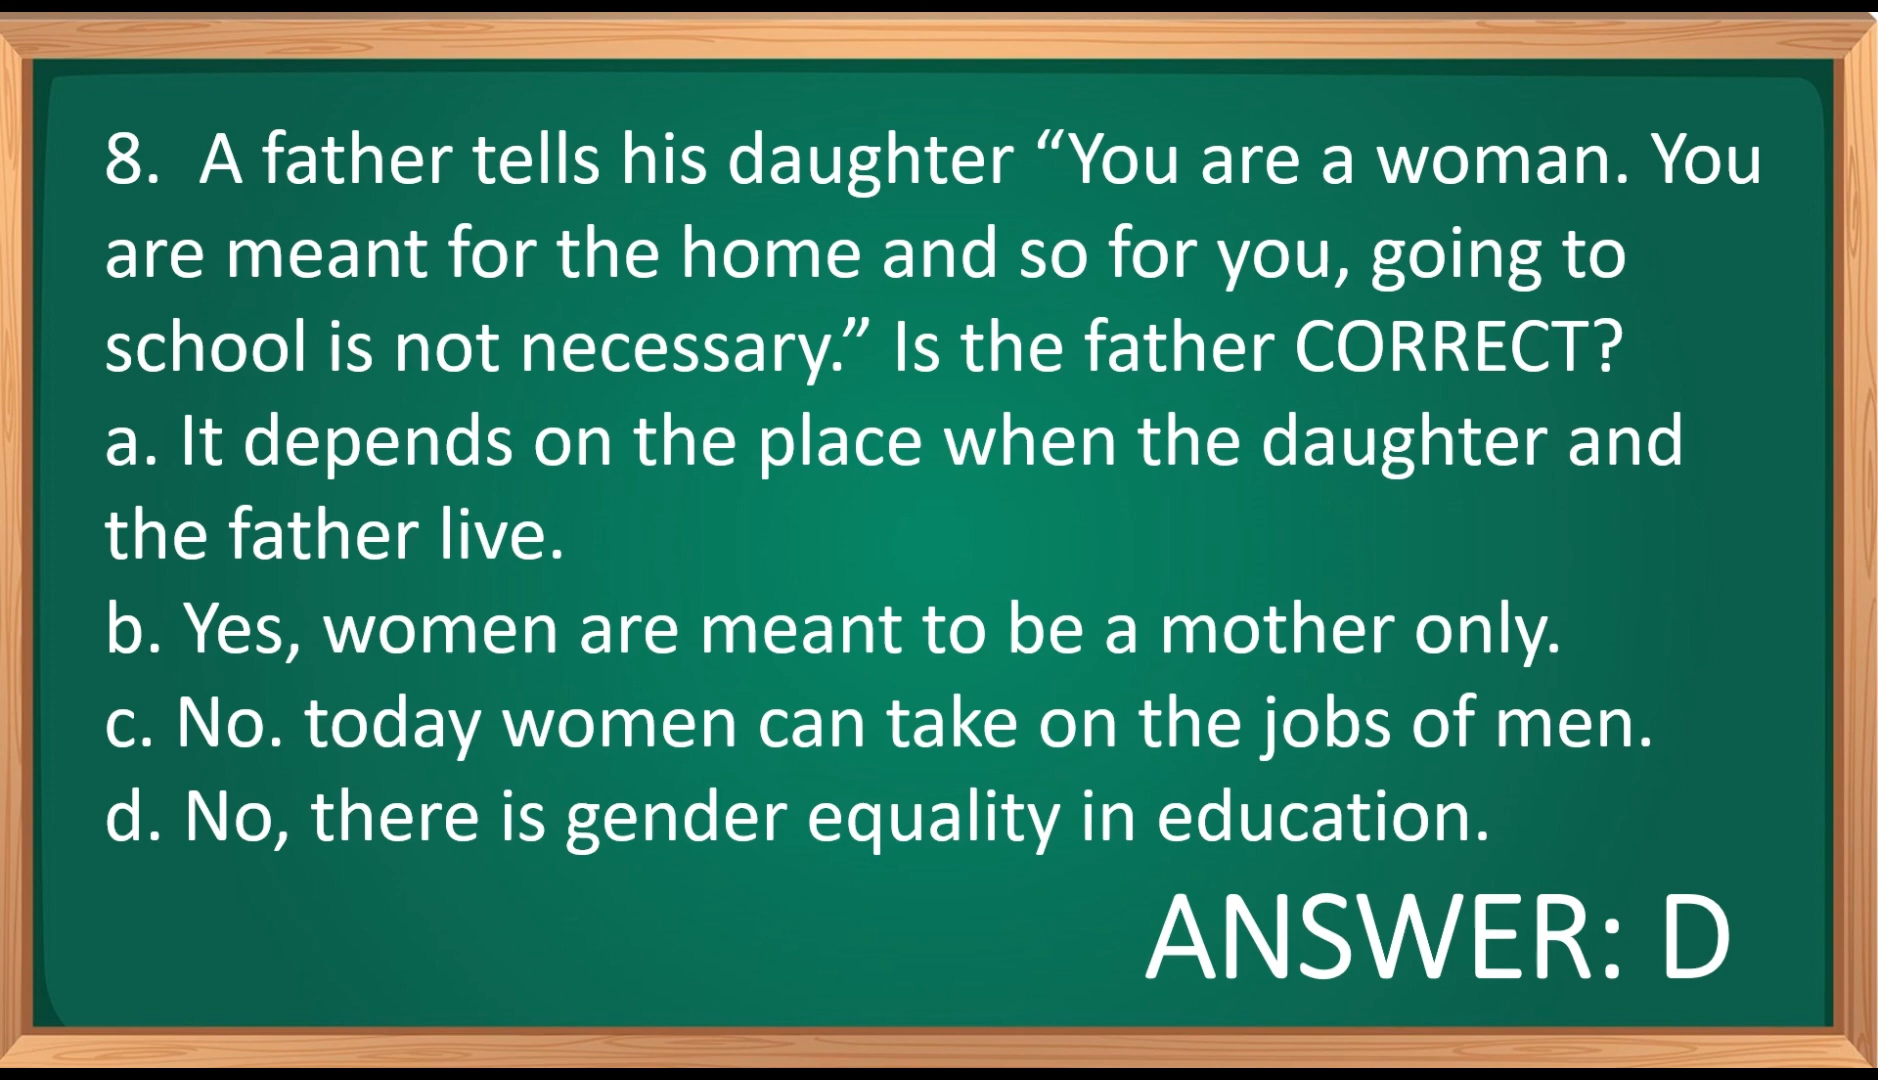 8.  A father tells his daughter “You are a woman. You
are meant for the home and so for you, going to
school is not necessary.” Is the father CORRECT?
a. It depends on the place when the daughter and
the father live.
b. Yes, women are meant to be a mother only.
c. No. today women can take on the jobs of men.
d. No, there is gender equality in education.
ANSWER: D